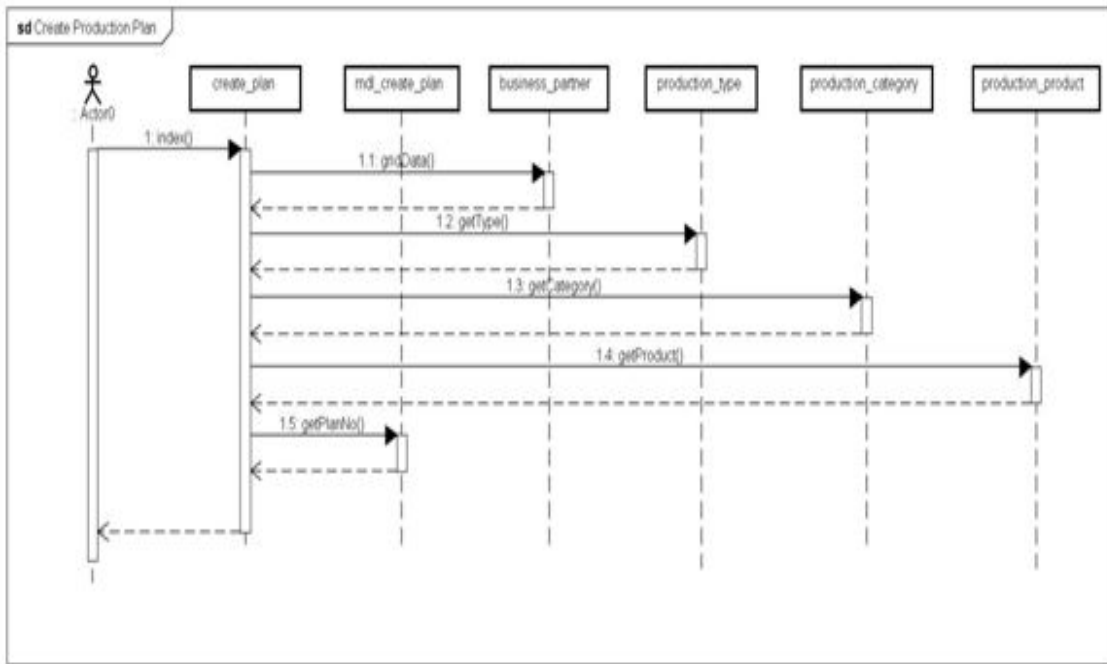 sd Create Production Plan
: Actor0
create_plan
mdl_create_plan
business_partner
production_type
production_category
production_product
1: index()
1.1: gridData()
1.2: getType()
1.3: getCategory()
1.4: getProduct()
1.5: getPlanNo()